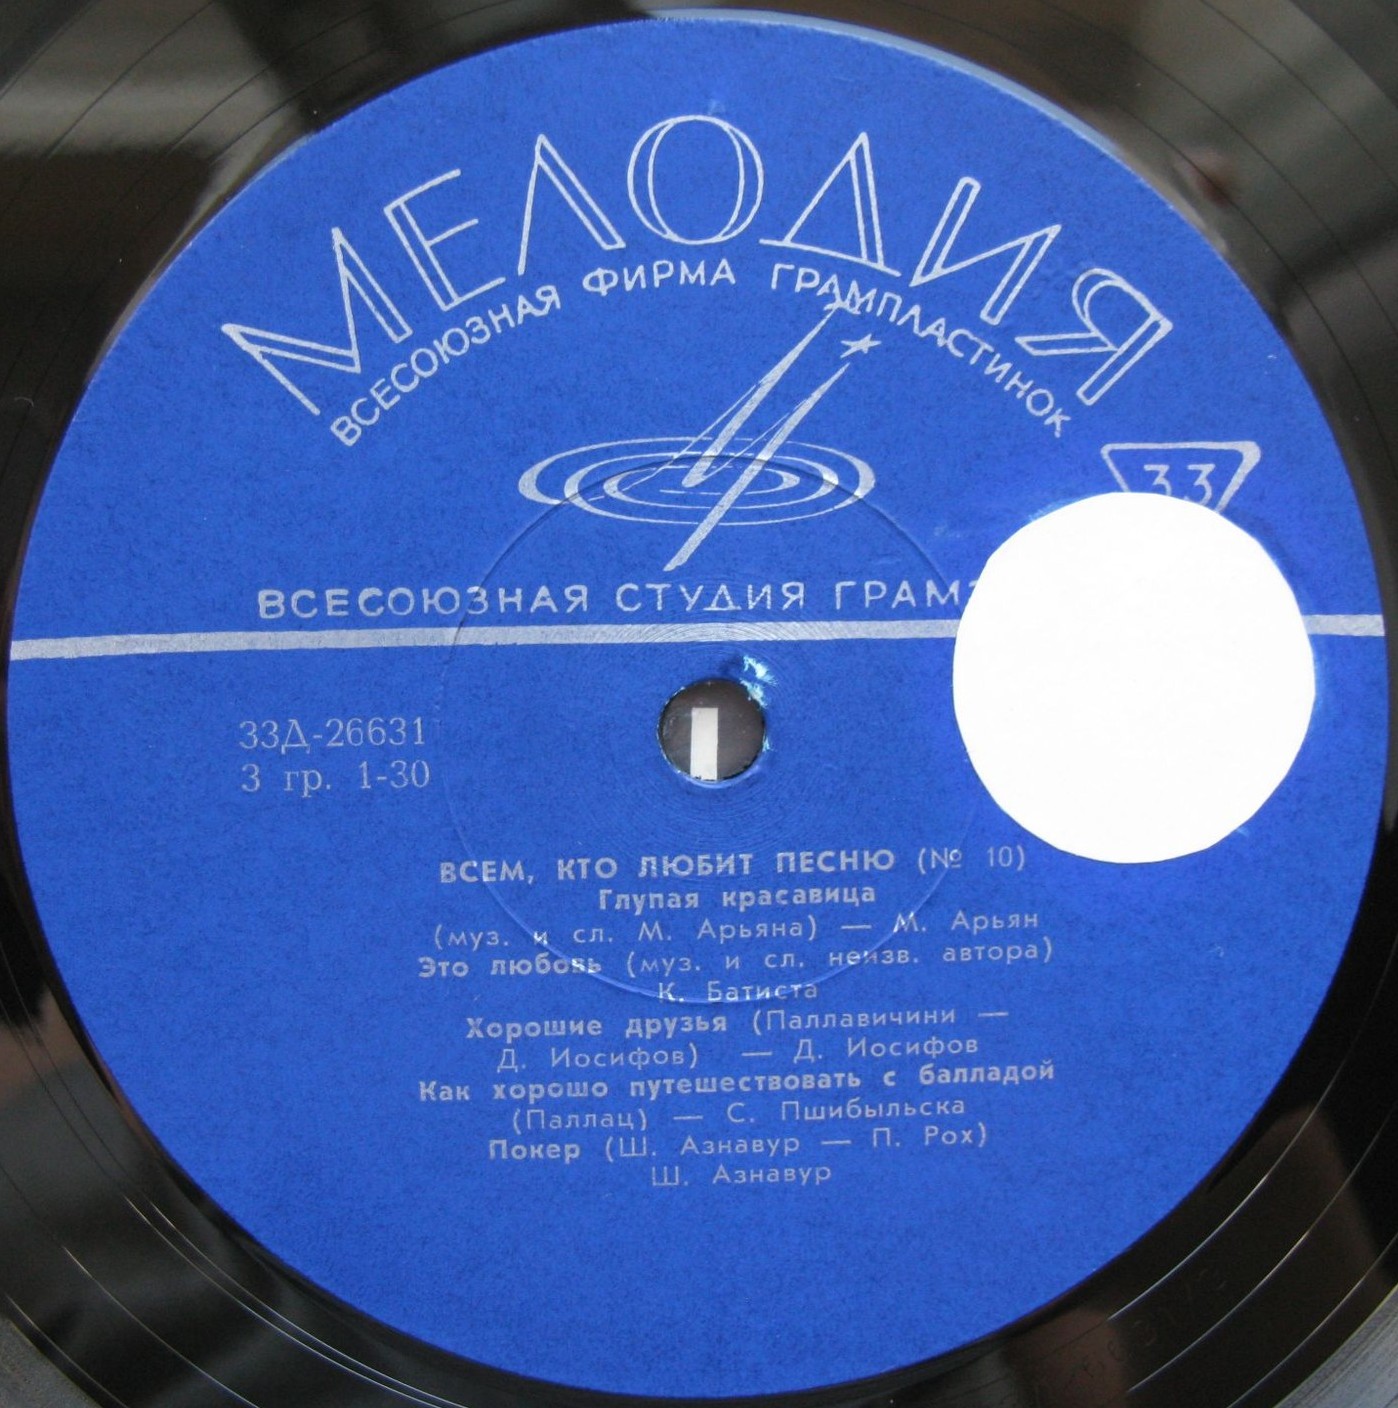 МЕЛОДИЯ
ВСЕСОЮЗНАЯ ФИРМА ГРАМПЛАСТИНОК
33
ВСЕСОЮЗНАЯ СТУДИЯ
33Д-26631
3 гр. 1-30
ВСЕМ, КТО ЛЮБИТ ПЕСНЮ (№ 10)
Глупая красавица
(муз. и сл. М. Арьяна) — М. Арьян
Это любовь (муз. и сл. неизв. автора)
К. Батиста
Хорошие друзья (Паллавичини —
Д. Иосифов) — Д. Иосифов
Как хорошо путешествовать с балладой
(Паллац) — С. Пшибыльска
Покер (Ш. Азнавур — П. Рох)
Ш. Азнавур